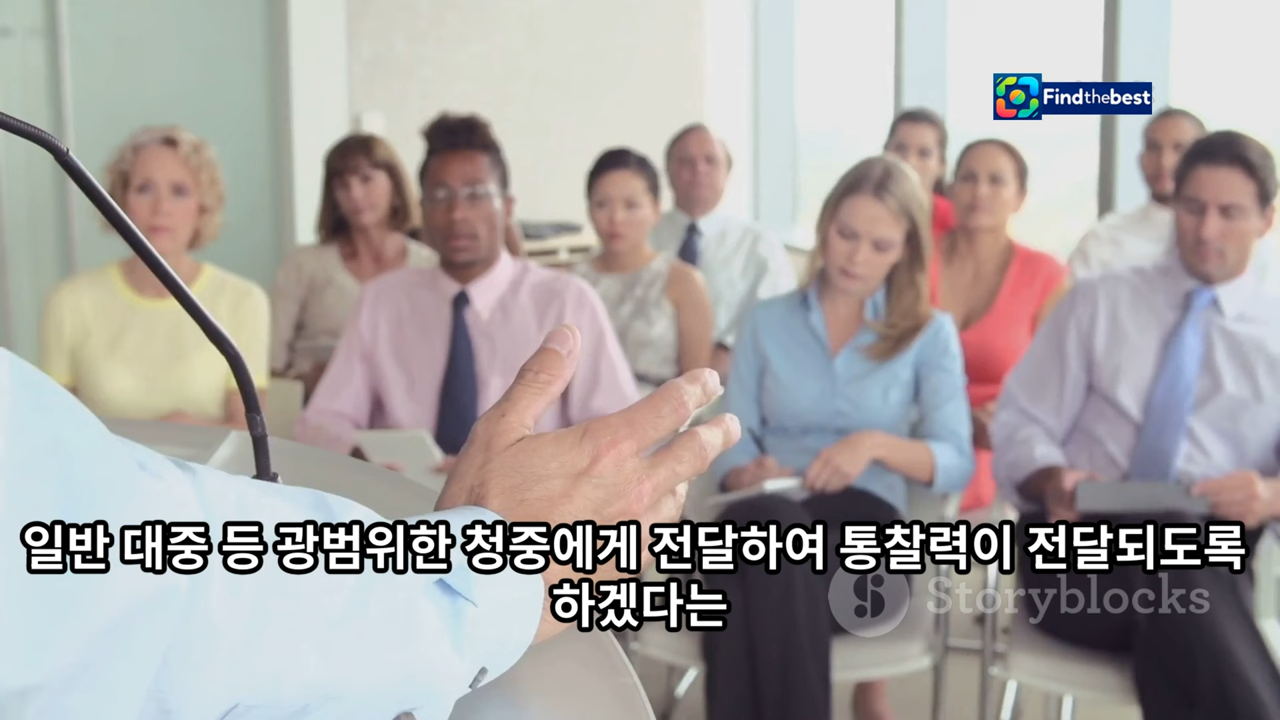 Findthebest
일반 대중 등 광범위한 청중에게 전달하여 통찰력이 전달되도록
하겠다는
Storyblocks